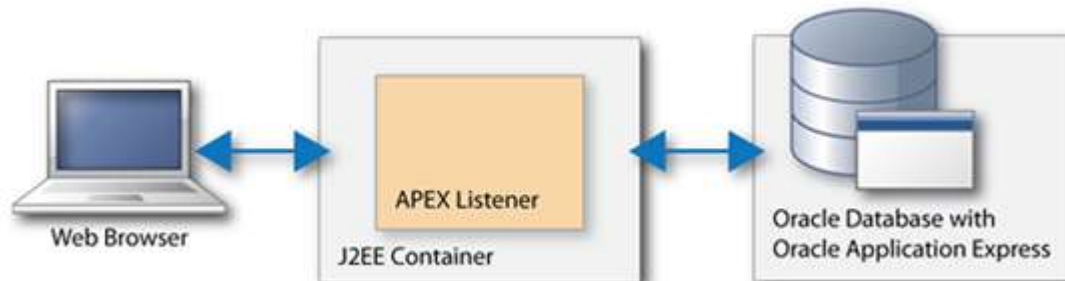 Web Browser
APEX Listener
J2EE Container
Oracle Database with
Oracle Application Express